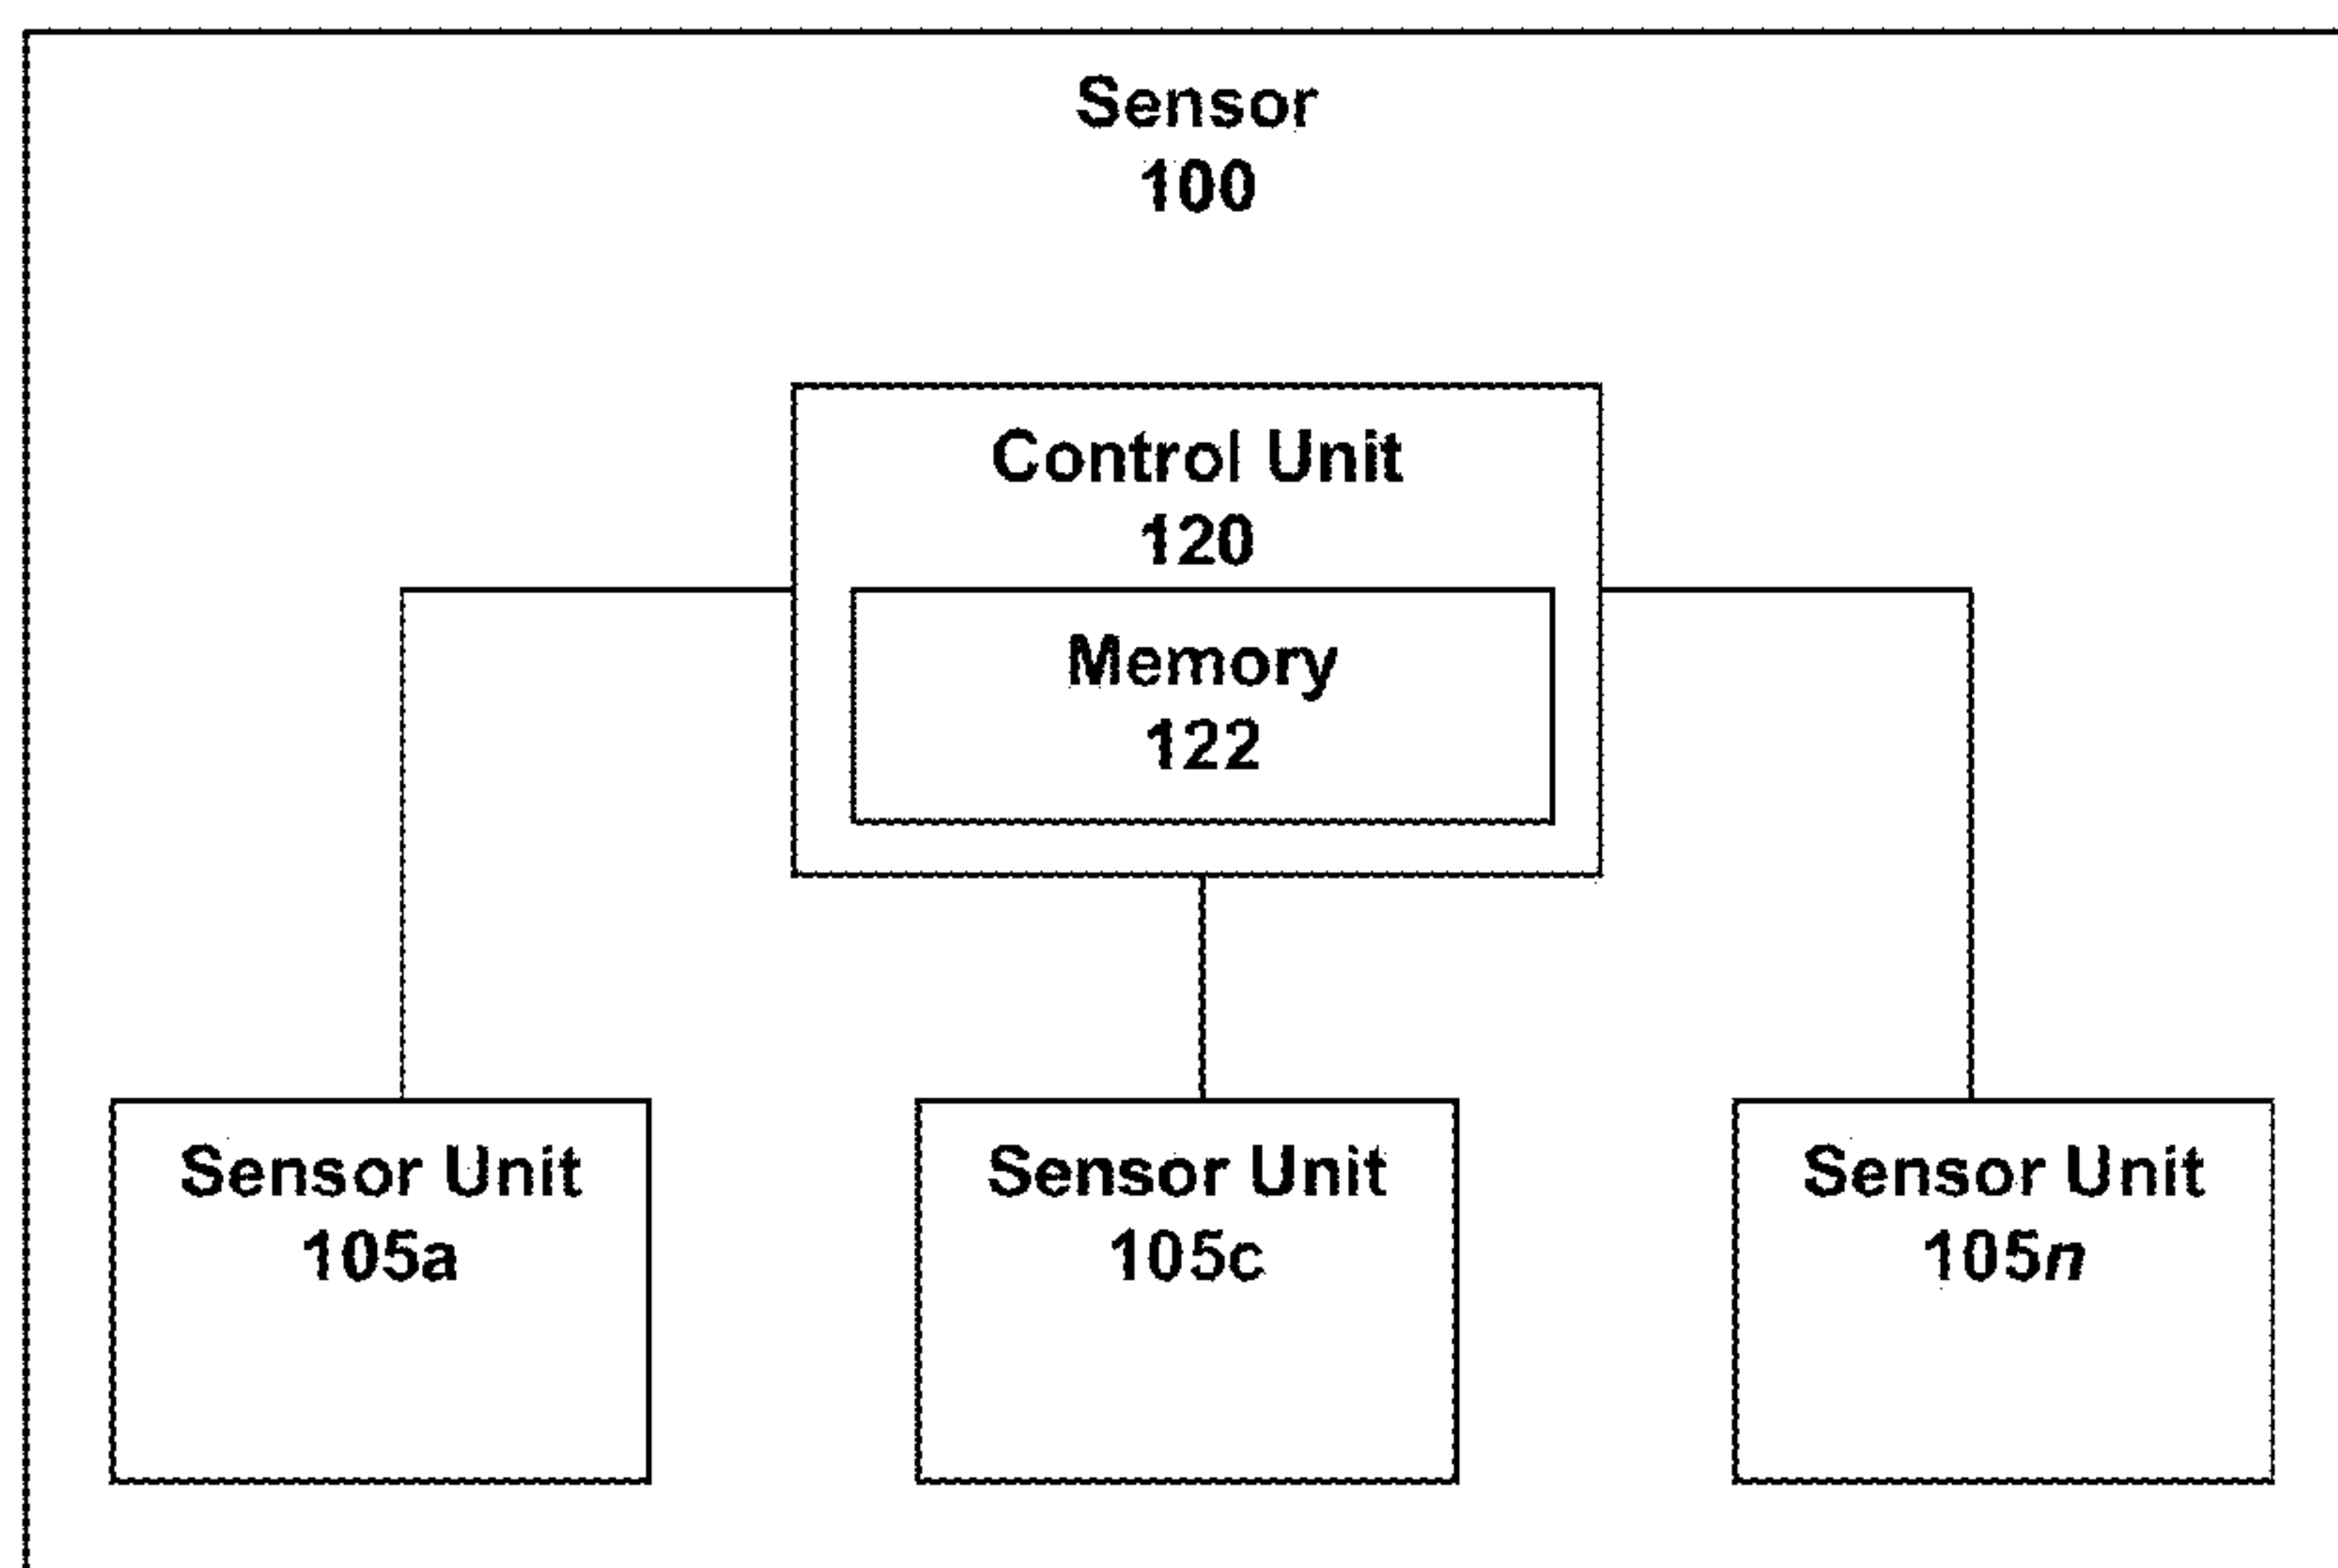 Sensor
100
Control Unit
120
Memory
122
Sensor Unit
105a
Sensor Unit
105c
Sensor Unit
105n